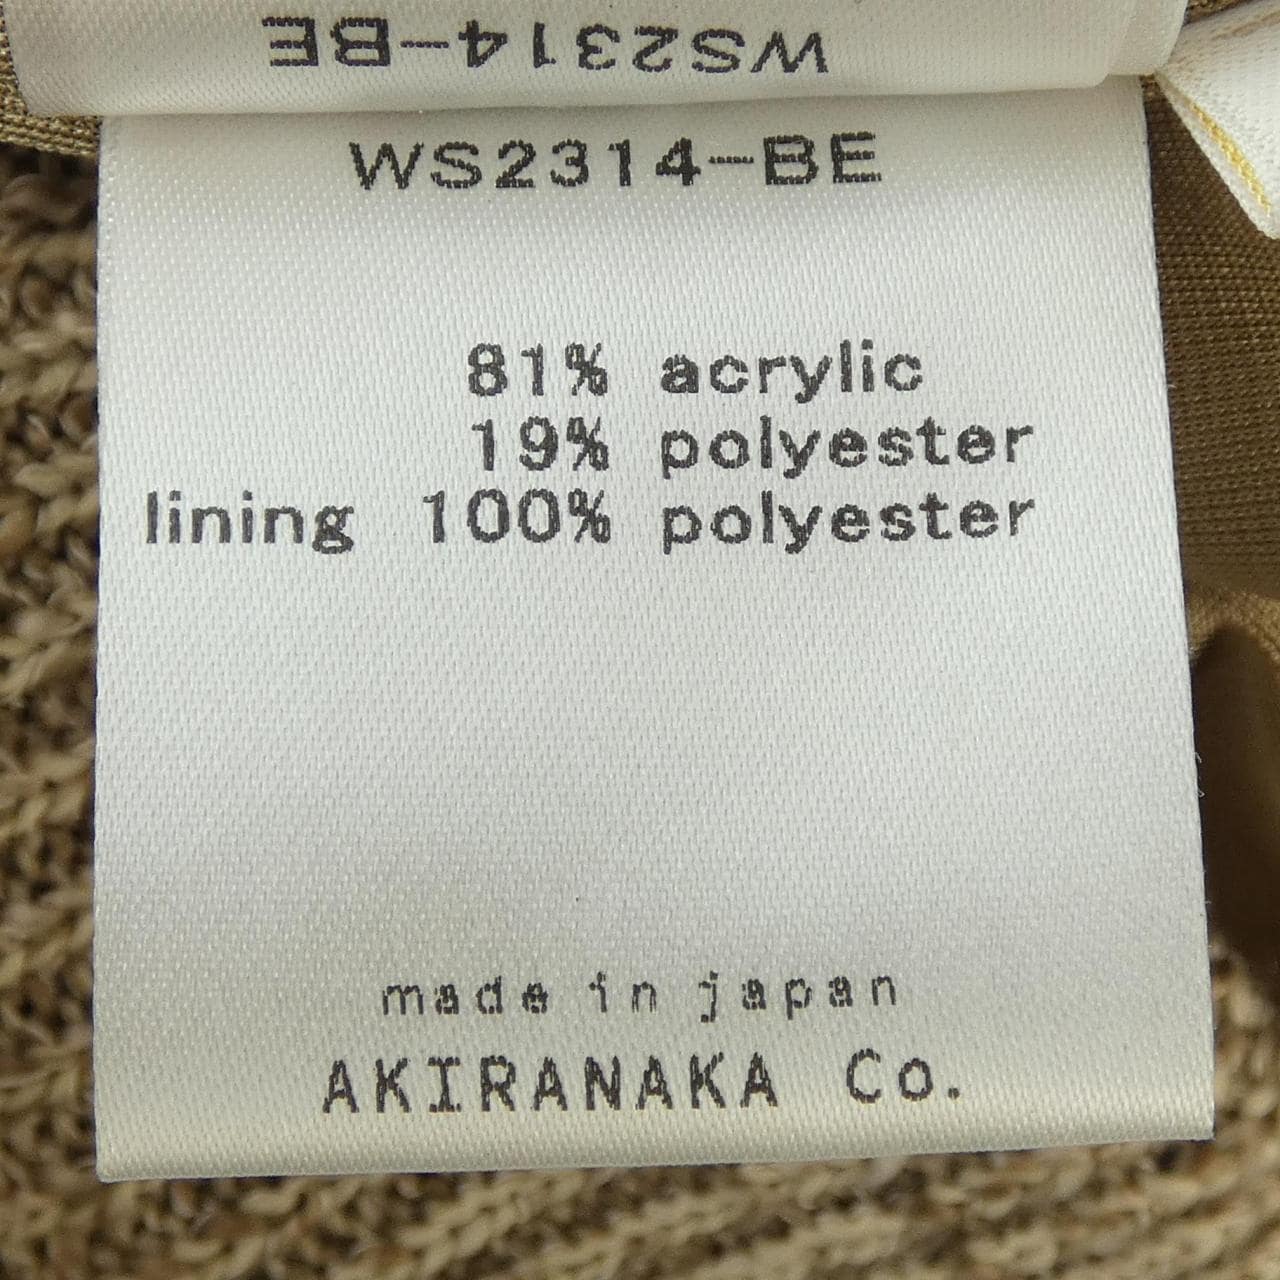 WS2314-BE
WS2314-BE
81% acrylic
19% polyester
lining 100% polyester
made in japan
AKIRANAKA Co.